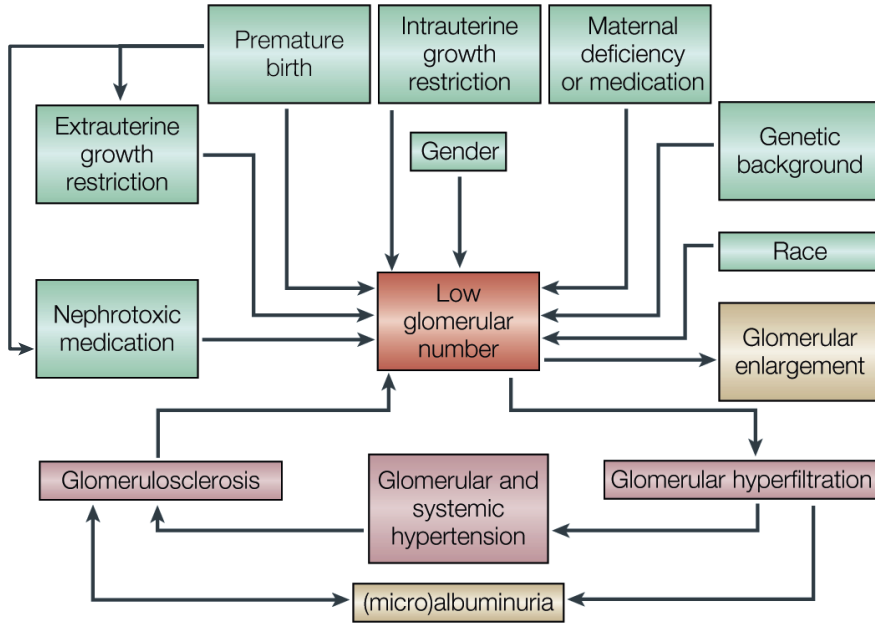 Premature
birth
Intrauterine
growth
restriction
Maternal
deficiency
or medication
Extrauterine
growth
restriction
Gender
Genetic
background
Race
Nephrotoxic
medication
Low
glomerular
number
Glomerular
enlargement
Glomerulosclerosis
Glomerular and
systemic
hypertension
Glomerular hyperfiltration
(micro)albuminuria